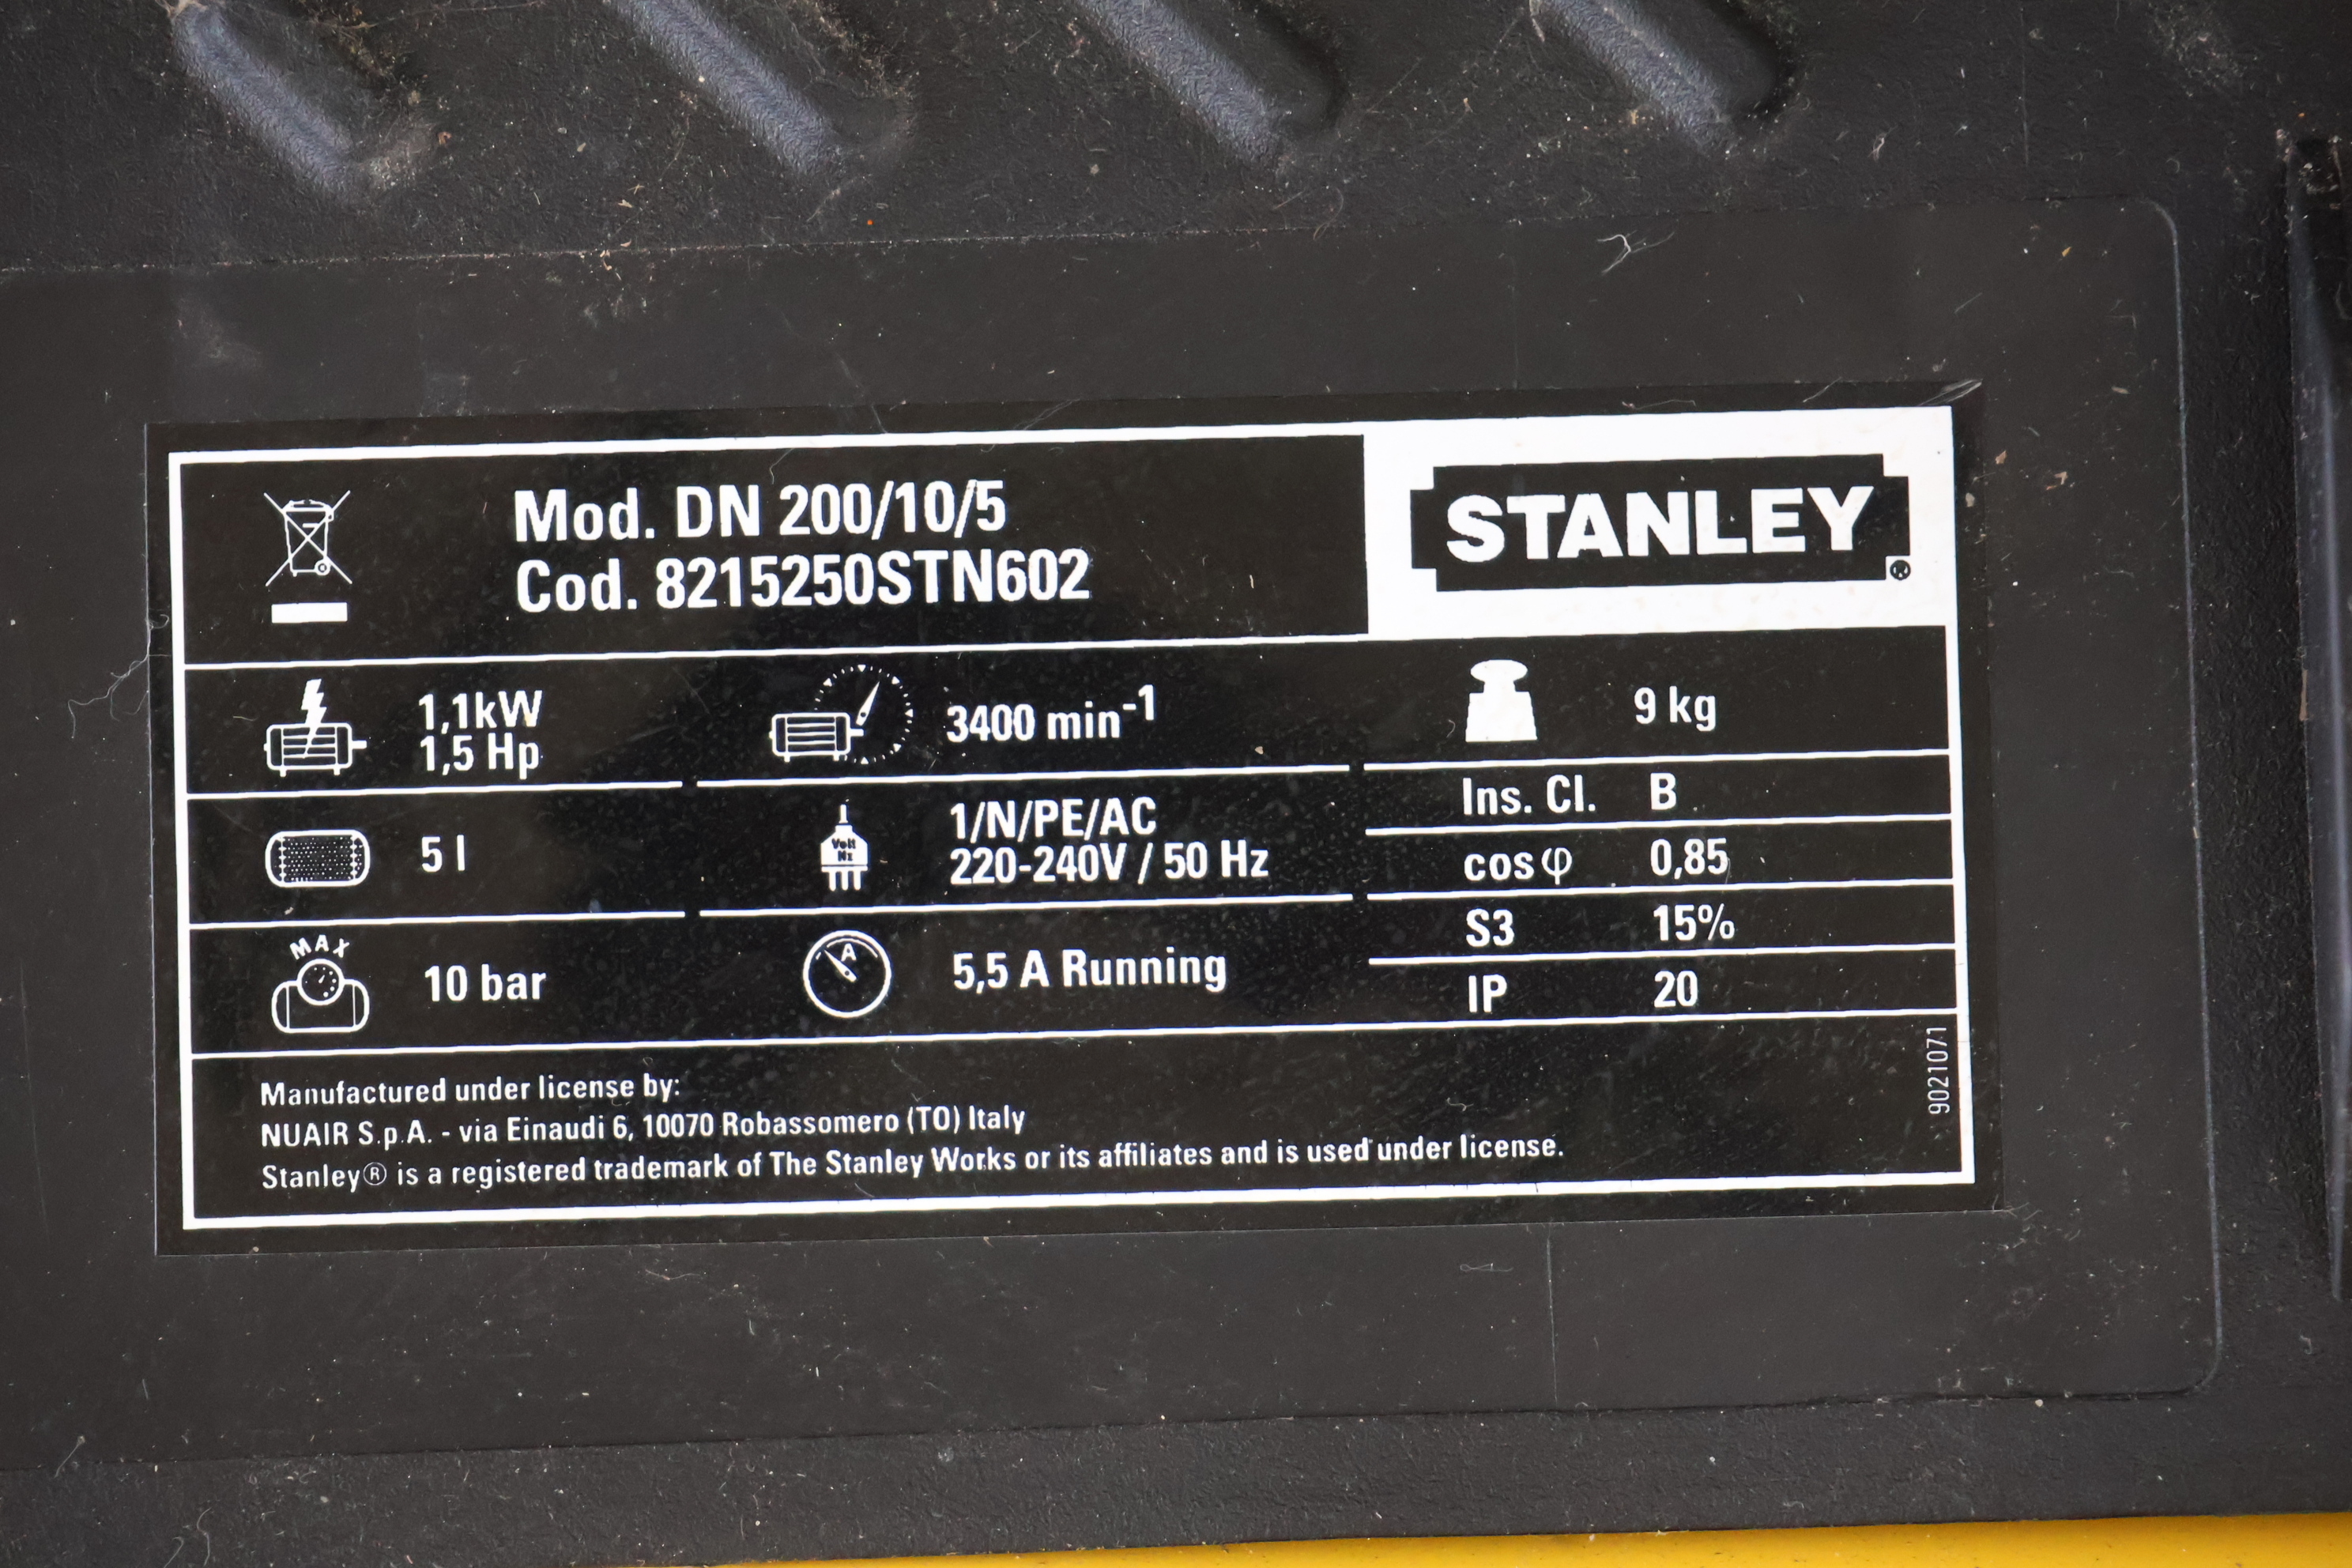 Mod. DN 200/10/5
Cod. 8215250STN602
STANLEY®
1,1kW
1,5 Hp
3400 min⁻¹
9 kg
5 l
Volt
Hz
1/N/PE/AC
220-240V / 50 Hz
Ins. Cl. B
cosφ 0,85
S3 15%
IP 20
MAX
10 bar
A
5,5 A Running
Manufactured under license by:
NUAIR S.p.A. - via Einaudi 6, 10070 Robassomero (TO) Italy
Stanley® is a registered trademark of The Stanley Works or its affiliates and is used under license.
9021071